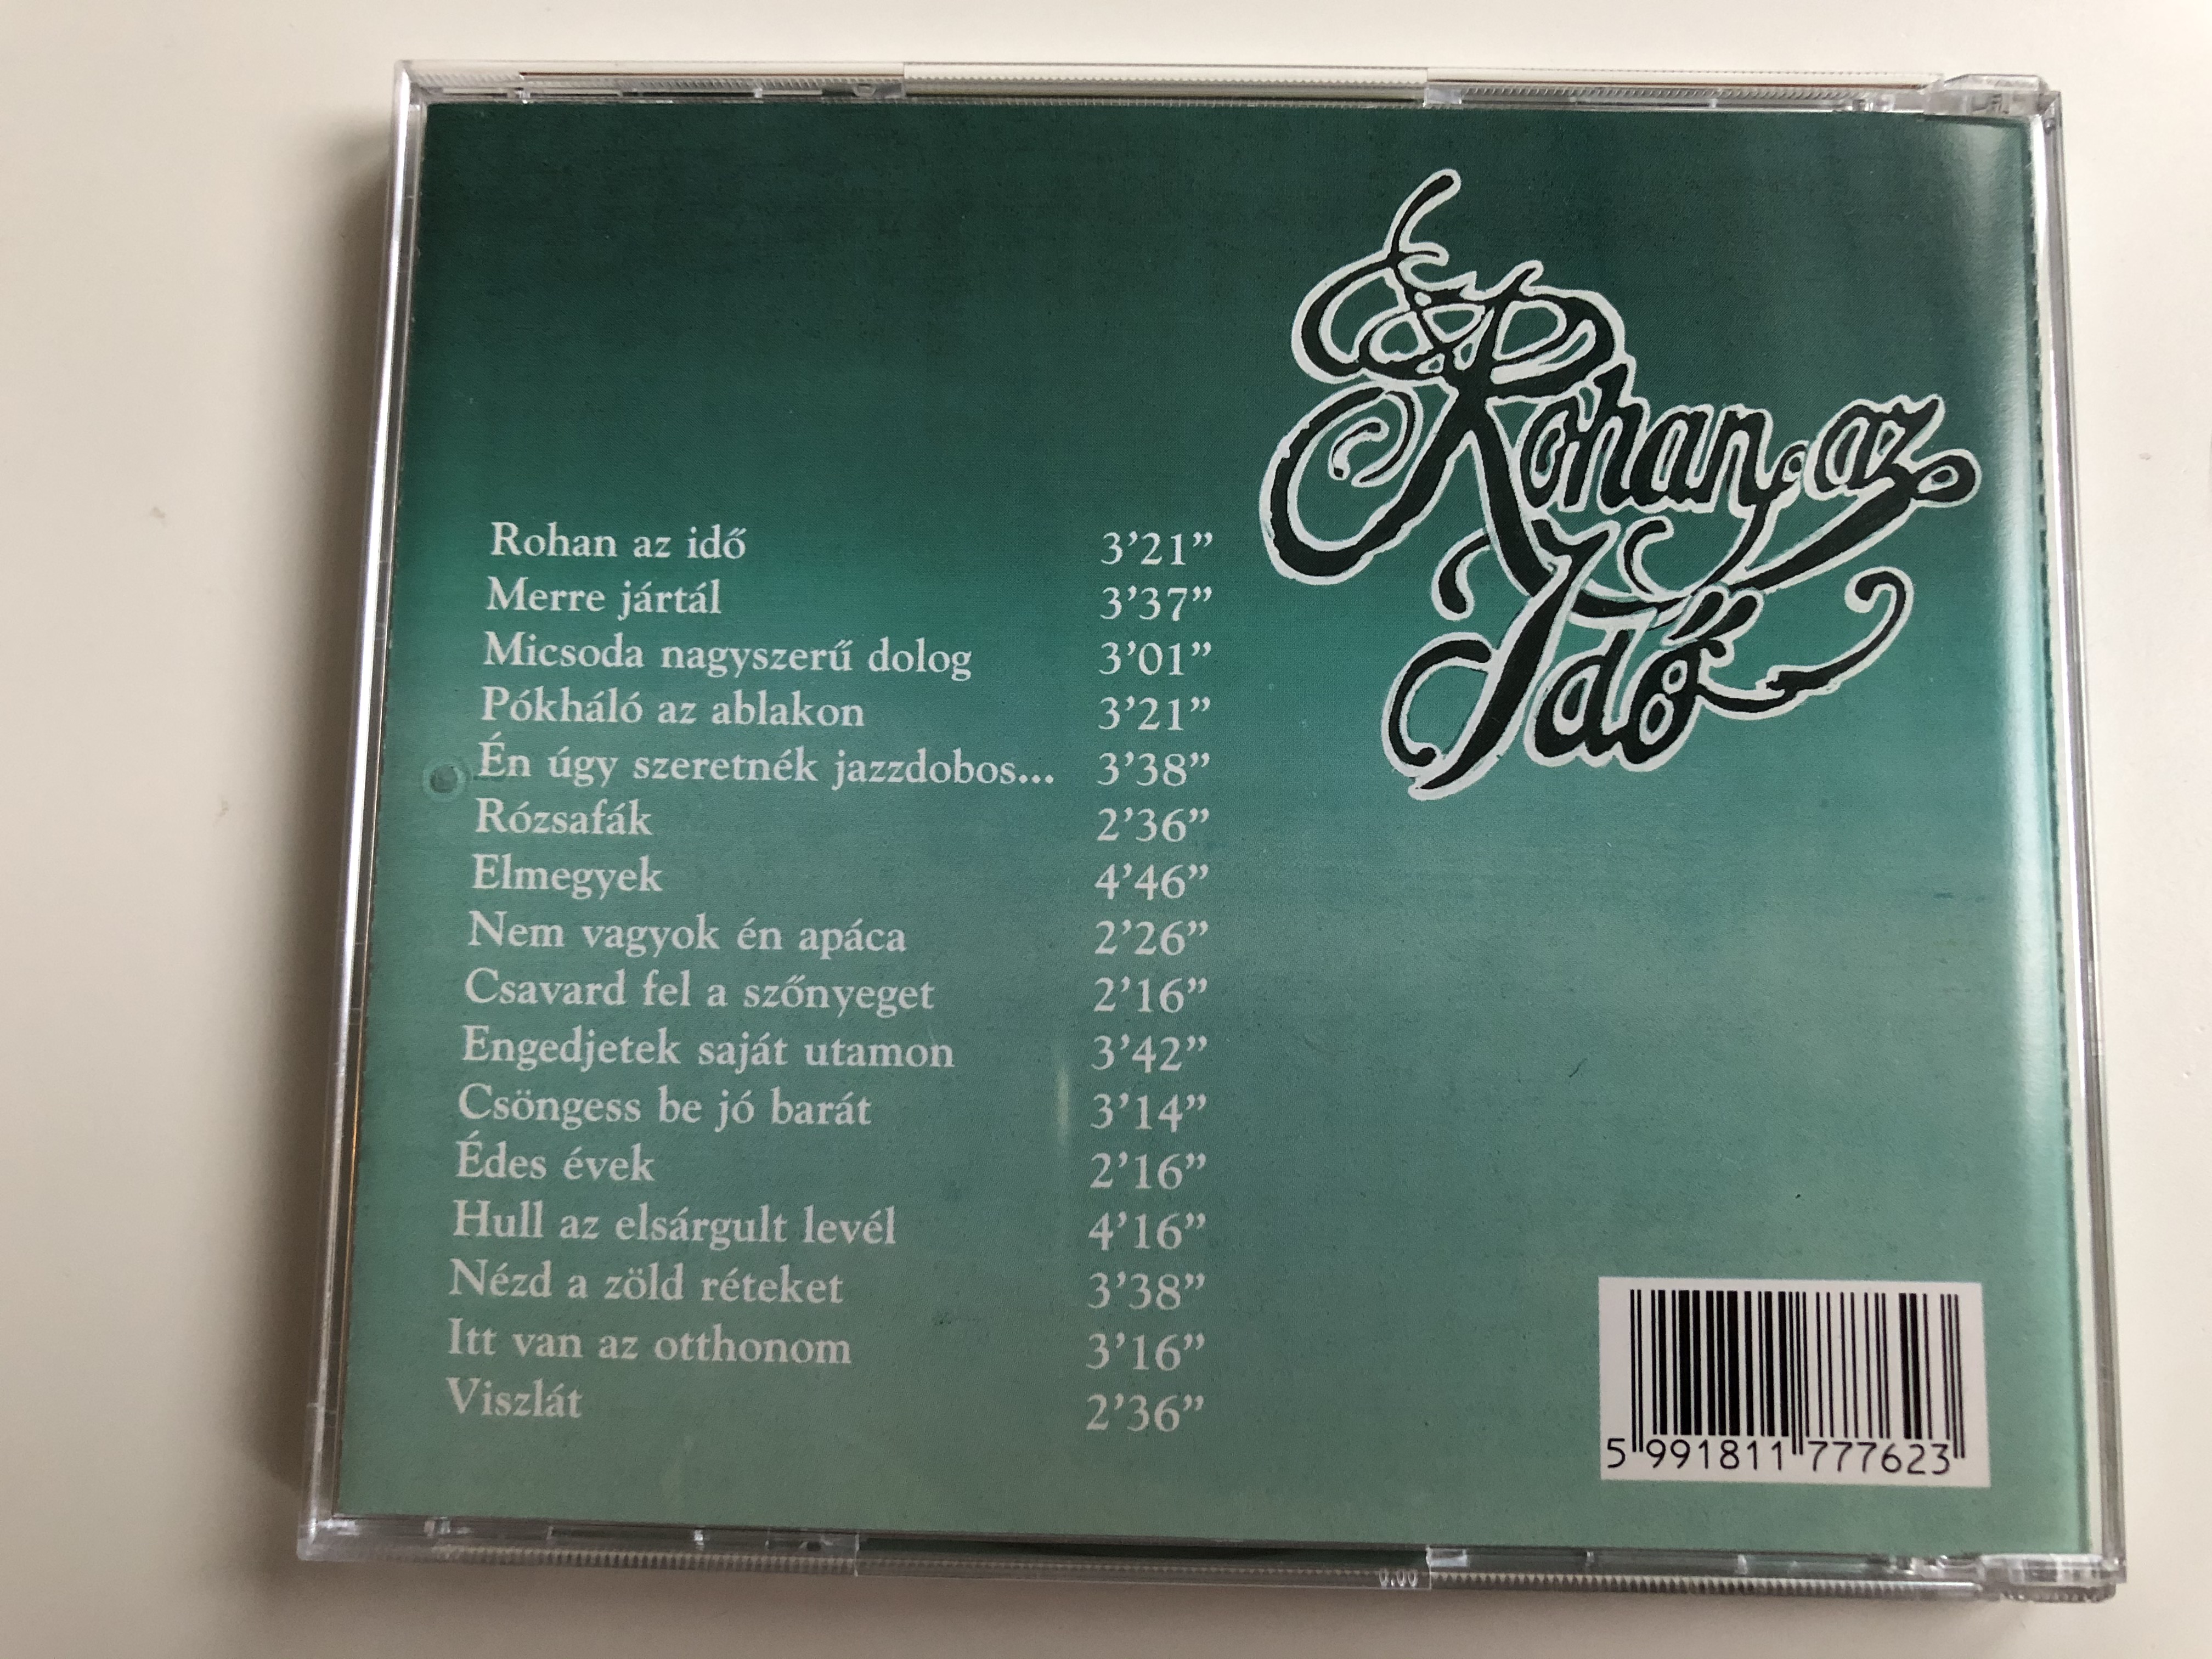 Rohan az
Idő
Rohan az idő 3'21”
Merre jártál 3'37”
Micsoda nagyszerű dolog 3'01”
Pókháló az ablakon 3'21”
Én úgy szeretnék jazzdobos... 3'38”
Rózsafák 2'36”
Elmegyek 4'46”
Nem vagyok én apáca 2'26”
Csavard fel a szőnyeget 2'16”
Engedjetek saját utamon 3'42”
Csöngess be jó barát 3'14”
Édes évek 2'16”
Hull az elsárgult levél 4'16”
Nézd a zöld réteket 3'38”
Itt van az otthonom 3'16”
Viszlát 2'36”
5 991811 777623